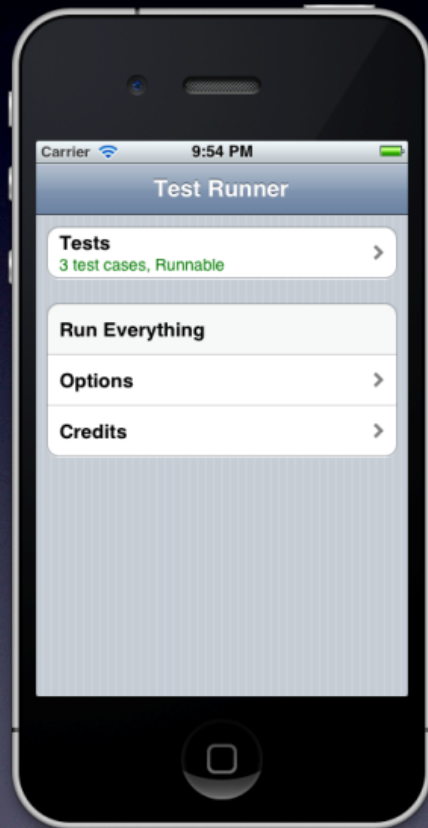 Carrier 9:54 PM
Test Runner
Tests
3 test cases, Runnable
Run Everything
Options
Credits